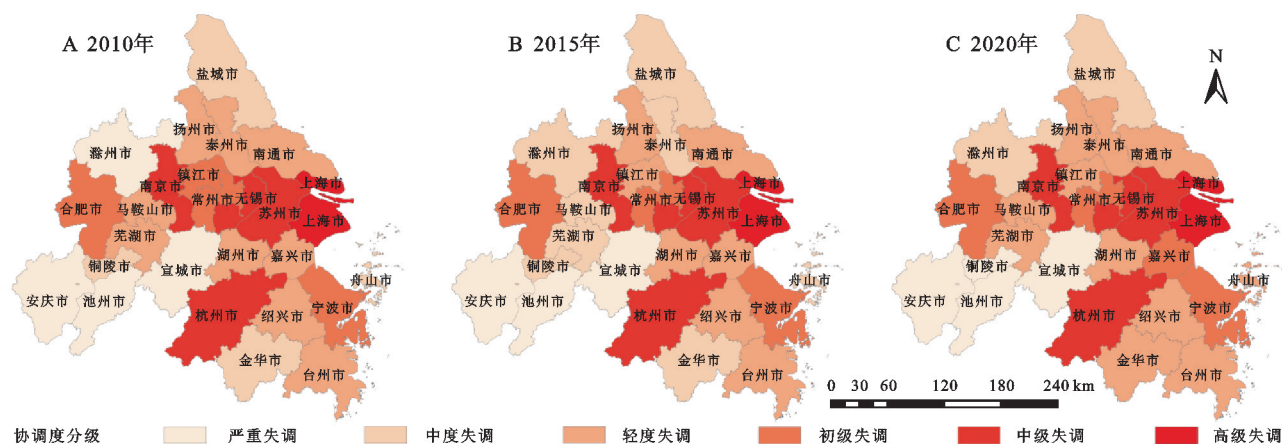 A 2010年
盐城市
扬州市
泰州市
滁州市
南通市
镇江市
南京市
上海市
常州市
无锡市
合肥市
马鞍山市
苏州市
上海市
芜湖市
湖州市
嘉兴市
铜陵市
宣城市
舟山市
安庆市
池州市
杭州市
宁波市
绍兴市
金华市
台州市
B 2015年
盐城市
扬州市
泰州市
滁州市
南通市
镇江市
南京市
上海市
常州市
无锡市
合肥市
马鞍山市
苏州市
上海市
芜湖市
湖州市
嘉兴市
铜陵市
宣城市
舟山市
安庆市
池州市
杭州市
宁波市
绍兴市
金华市
台州市
C 2020年
N
盐城市
扬州市
泰州市
滁州市
南通市
镇江市
南京市
上海市
常州市
无锡市
合肥市
马鞍山市
苏州市
上海市
芜湖市
湖州市
嘉兴市
铜陵市
宣城市
舟山市
安庆市
池州市
杭州市
宁波市
绍兴市
金华市
台州市
0 30 60 120 180 240 km
协调度分级 严重失调 中度失调 轻度失调 初级失调 中级失调 高级失调